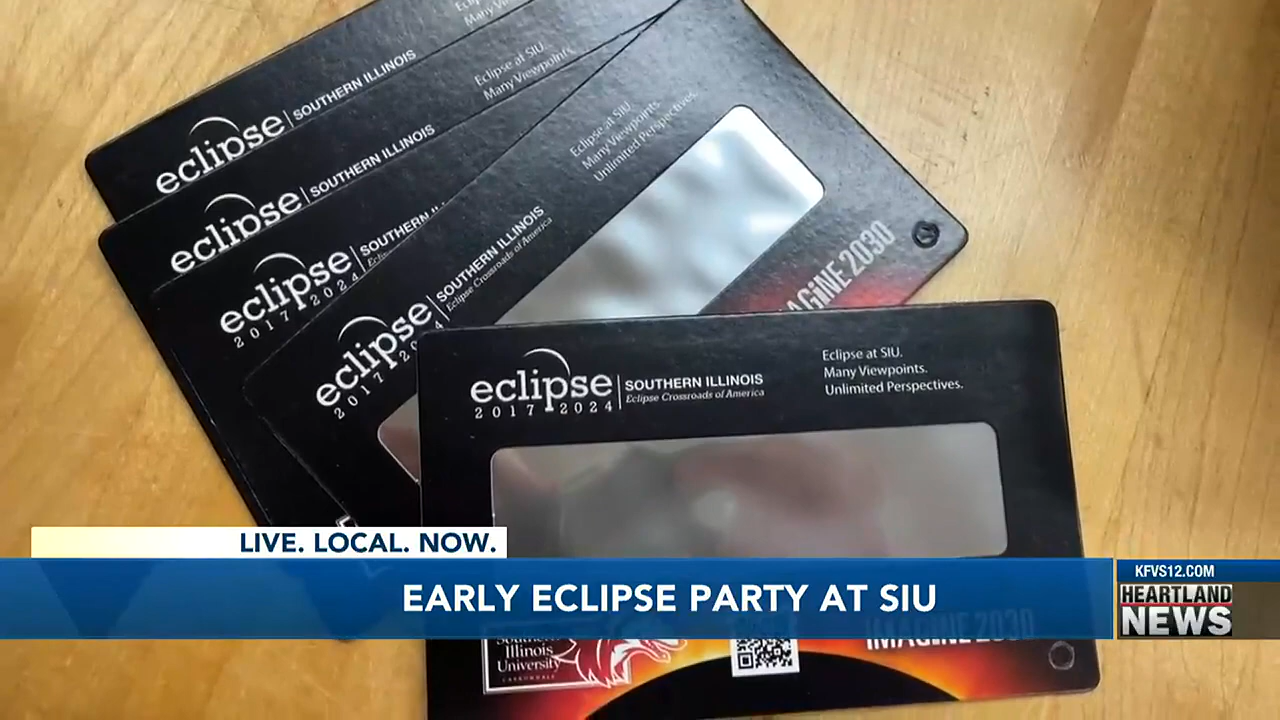 Eclipse at SIU.
Many Viewpoints.
eclipse | SOUTHERN ILLINOIS
eclipse | SOUTHERN ILLINOIS
eclipse
2017 2024
SOUTHERN
Eclipse at SIU.
Many Viewpoints.
Unlimited Perspectives.
eclipse | SOUTHERN ILLINOIS
Eclipse Crossroads of America
IMAGiNE 2030
eclipse | SOUTHERN ILLINOIS
2017 2024 | Eclipse Crossroads of America
Eclipse at SIU.
Many Viewpoints.
Unlimited Perspectives.
LIVE. LOCAL. NOW.
EARLY ECLIPSE PARTY AT SIU
KFVS12.COM
HEARTLAND
NEWS
Southern
Illinois
University
CARBONDALE
IMAGiNE 2030